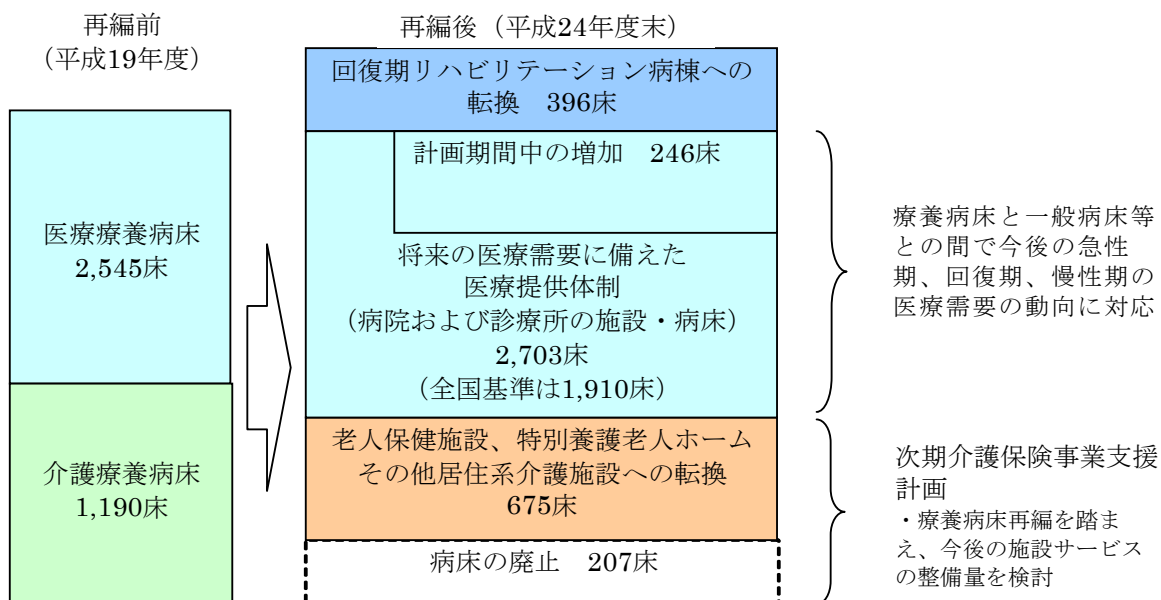 再編前
（平成19年度）
医療療養病床
2,545床
介護療養病床
1,190床
再編後（平成24年度末）
回復期リハビリテーション病棟への
転換　396床
計画期間中の増加　246床
将来の医療需要に備えた
医療提供体制
（病院および診療所の施設・病床）
2,703床
（全国基準は1,910床）
老人保健施設、特別養護老人ホーム
その他居住系介護施設への転換
675床
病床の廃止　207床
療養病床と一般病床等
との間で今後の急性
期、回復期、慢性期の
医療需要の動向に対応
次期介護保険事業支援
計画
・療養病床再編を踏ま
え、今後の施設サービス
の整備量を検討